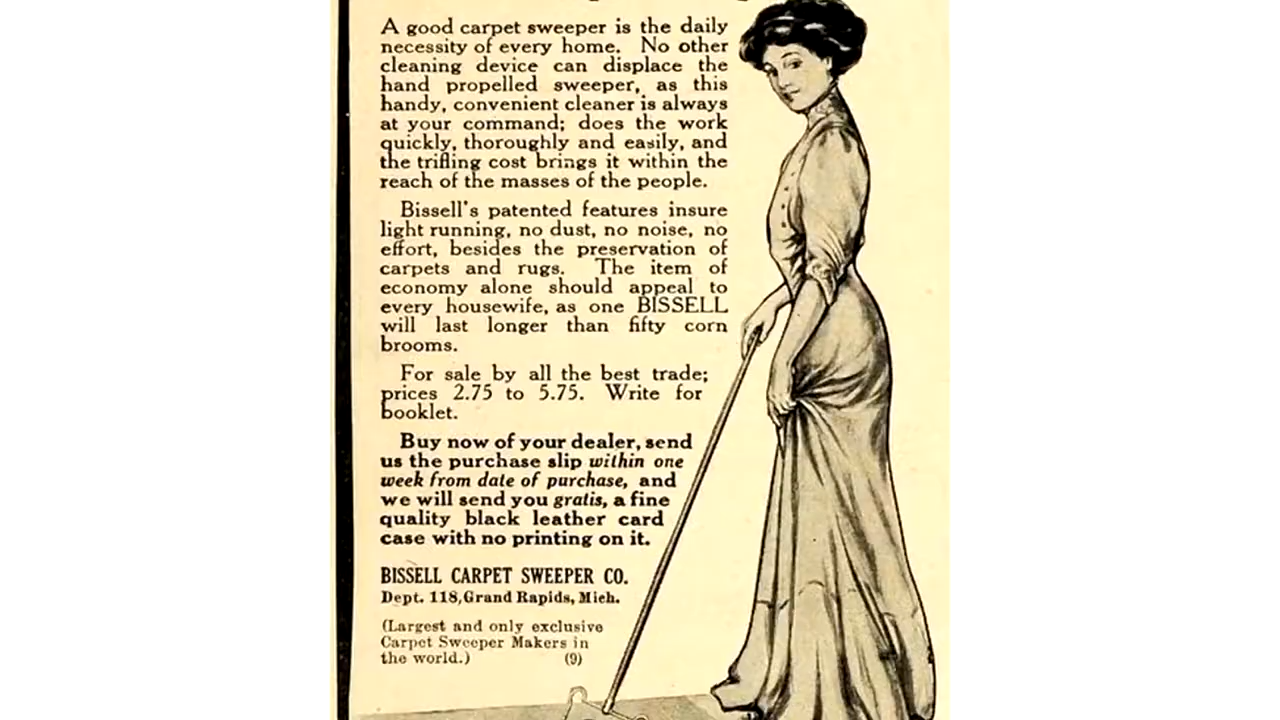 A good carpet sweeper is the daily
necessity of every home. No other
cleaning device can displace the
hand propelled sweeper, as this
handy, convenient cleaner is always
at your command; does the work
quickly, thoroughly and easily, and
the trifling cost brings it within the
reach of the masses of the people.
Bissell's patented features insure
light running, no dust, no noise, no
effort, besides the preservation of
carpets and rugs. The item of
economy alone should appeal to
every housewife, as one BISSELL
will last longer than fifty corn
brooms.
For sale by all the best trade;
prices 2.75 to 5.75. Write for
booklet.
Buy now of your dealer, send
us the purchase slip within one
week from date of purchase, and
we will send you gratis, a fine
quality black leather card
case with no printing on it.
BISSELL CARPET SWEEPER CO.
Dept. 118, Grand Rapids, Mich.
(Largest and only exclusive
Carpet Sweeper Makers in
the world.) (9)